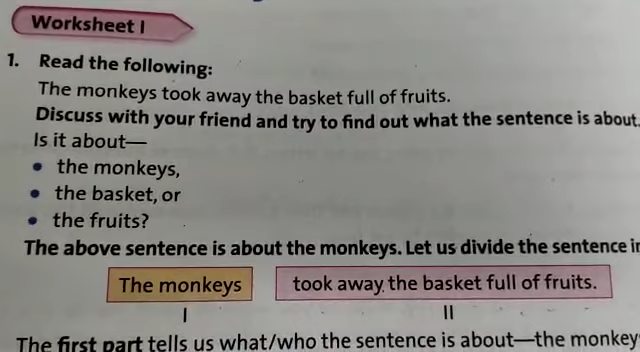 Worksheet I
1. Read the following:
The monkeys took away the basket full of fruits.
Discuss with your friend and try to find out what the sentence is about.
Is it about—
• the monkeys,
• the basket, or
• the fruits?
The above sentence is about the monkeys. Let us divide the sentence
The monkeys took away the basket full of fruits.
I II
The first part tells us what/who the sentence is about—the monkey